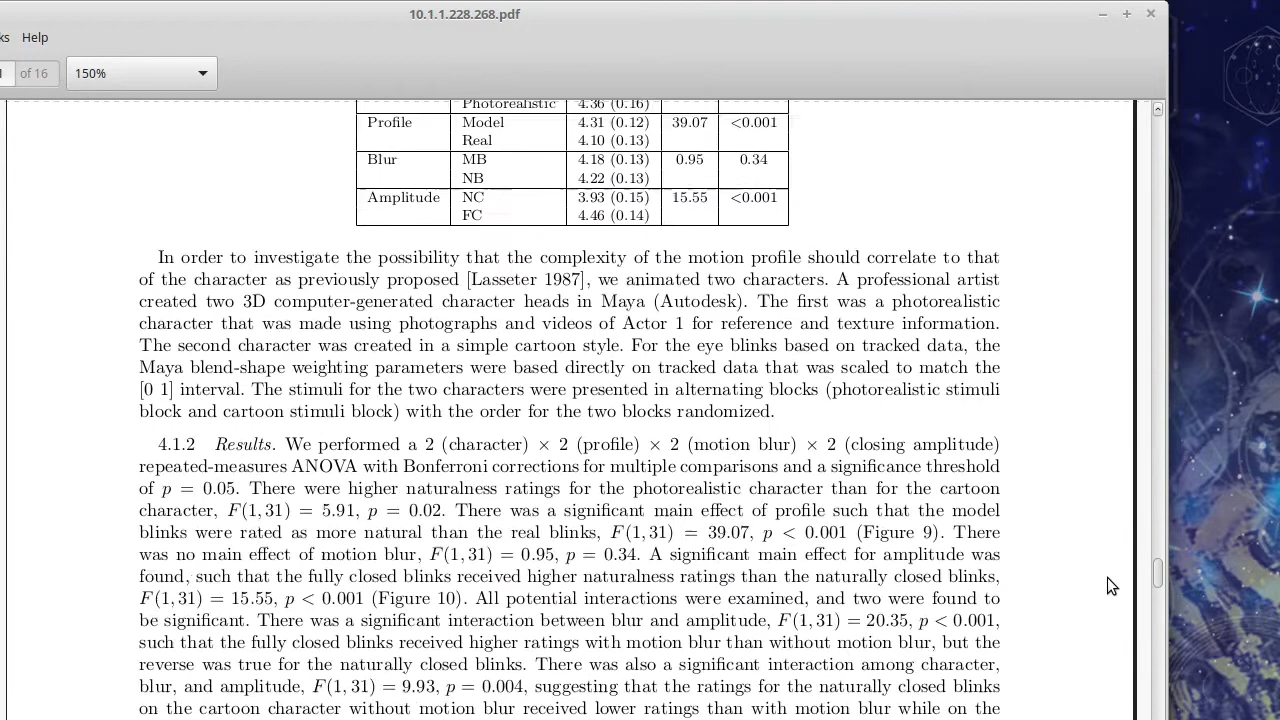 10.1.1.228.268.pdf
ks Help
1 of 16 150%
Photorealistic 4.36 (0.16)
Profile Model 4.31 (0.12) 39.07 <0.001
Real 4.10 (0.13)
Blur MB 4.18 (0.13) 0.95 0.34
NB 4.22 (0.13)
Amplitude NC 3.93 (0.15) 15.55 <0.001
FC 4.46 (0.14)
In order to investigate the possibility that the complexity of the motion profile should correlate to that
of the character as previously proposed [Lasseter 1987], we animated two characters. A professional artist
created two 3D computer-generated character heads in Maya (Autodesk). The first was a photorealistic
character that was made using photographs and videos of Actor 1 for reference and texture information.
The second character was created in a simple cartoon style. For the eye blinks based on tracked data, the
Maya blend-shape weighting parameters were based directly on tracked data that was scaled to match the
[0 1] interval. The stimuli for the two characters were presented in alternating blocks (photorealistic stimuli
block and cartoon stimuli block) with the order for the two blocks randomized.
4.1.2 Results. We performed a 2 (character) × 2 (profile) × 2 (motion blur) × 2 (closing amplitude)
repeated-measures ANOVA with Bonferroni corrections for multiple comparisons and a significance threshold
of p = 0.05. There were higher naturalness ratings for the photorealistic character than for the cartoon
character, F(1,31) = 5.91, p = 0.02. There was a significant main effect of profile such that the model
blinks were rated as more natural than the real blinks, F(1,31) = 39.07, p < 0.001 (Figure 9). There
was no main effect of motion blur, F(1,31) = 0.95, p = 0.34. A significant main effect for amplitude was
found, such that the fully closed blinks received higher naturalness ratings than the naturally closed blinks,
F(1,31) = 15.55, p < 0.001 (Figure 10). All potential interactions were examined, and two were found to
be significant. There was a significant interaction between blur and amplitude, F(1,31) = 20.35, p < 0.001,
such that the fully closed blinks received higher ratings with motion blur than without motion blur, but the
reverse was true for the naturally closed blinks. There was also a significant interaction among character,
blur, and amplitude, F(1,31) = 9.93, p = 0.004, suggesting that the ratings for the naturally closed blinks
on the cartoon character without motion blur received lower ratings than with motion blur while on the